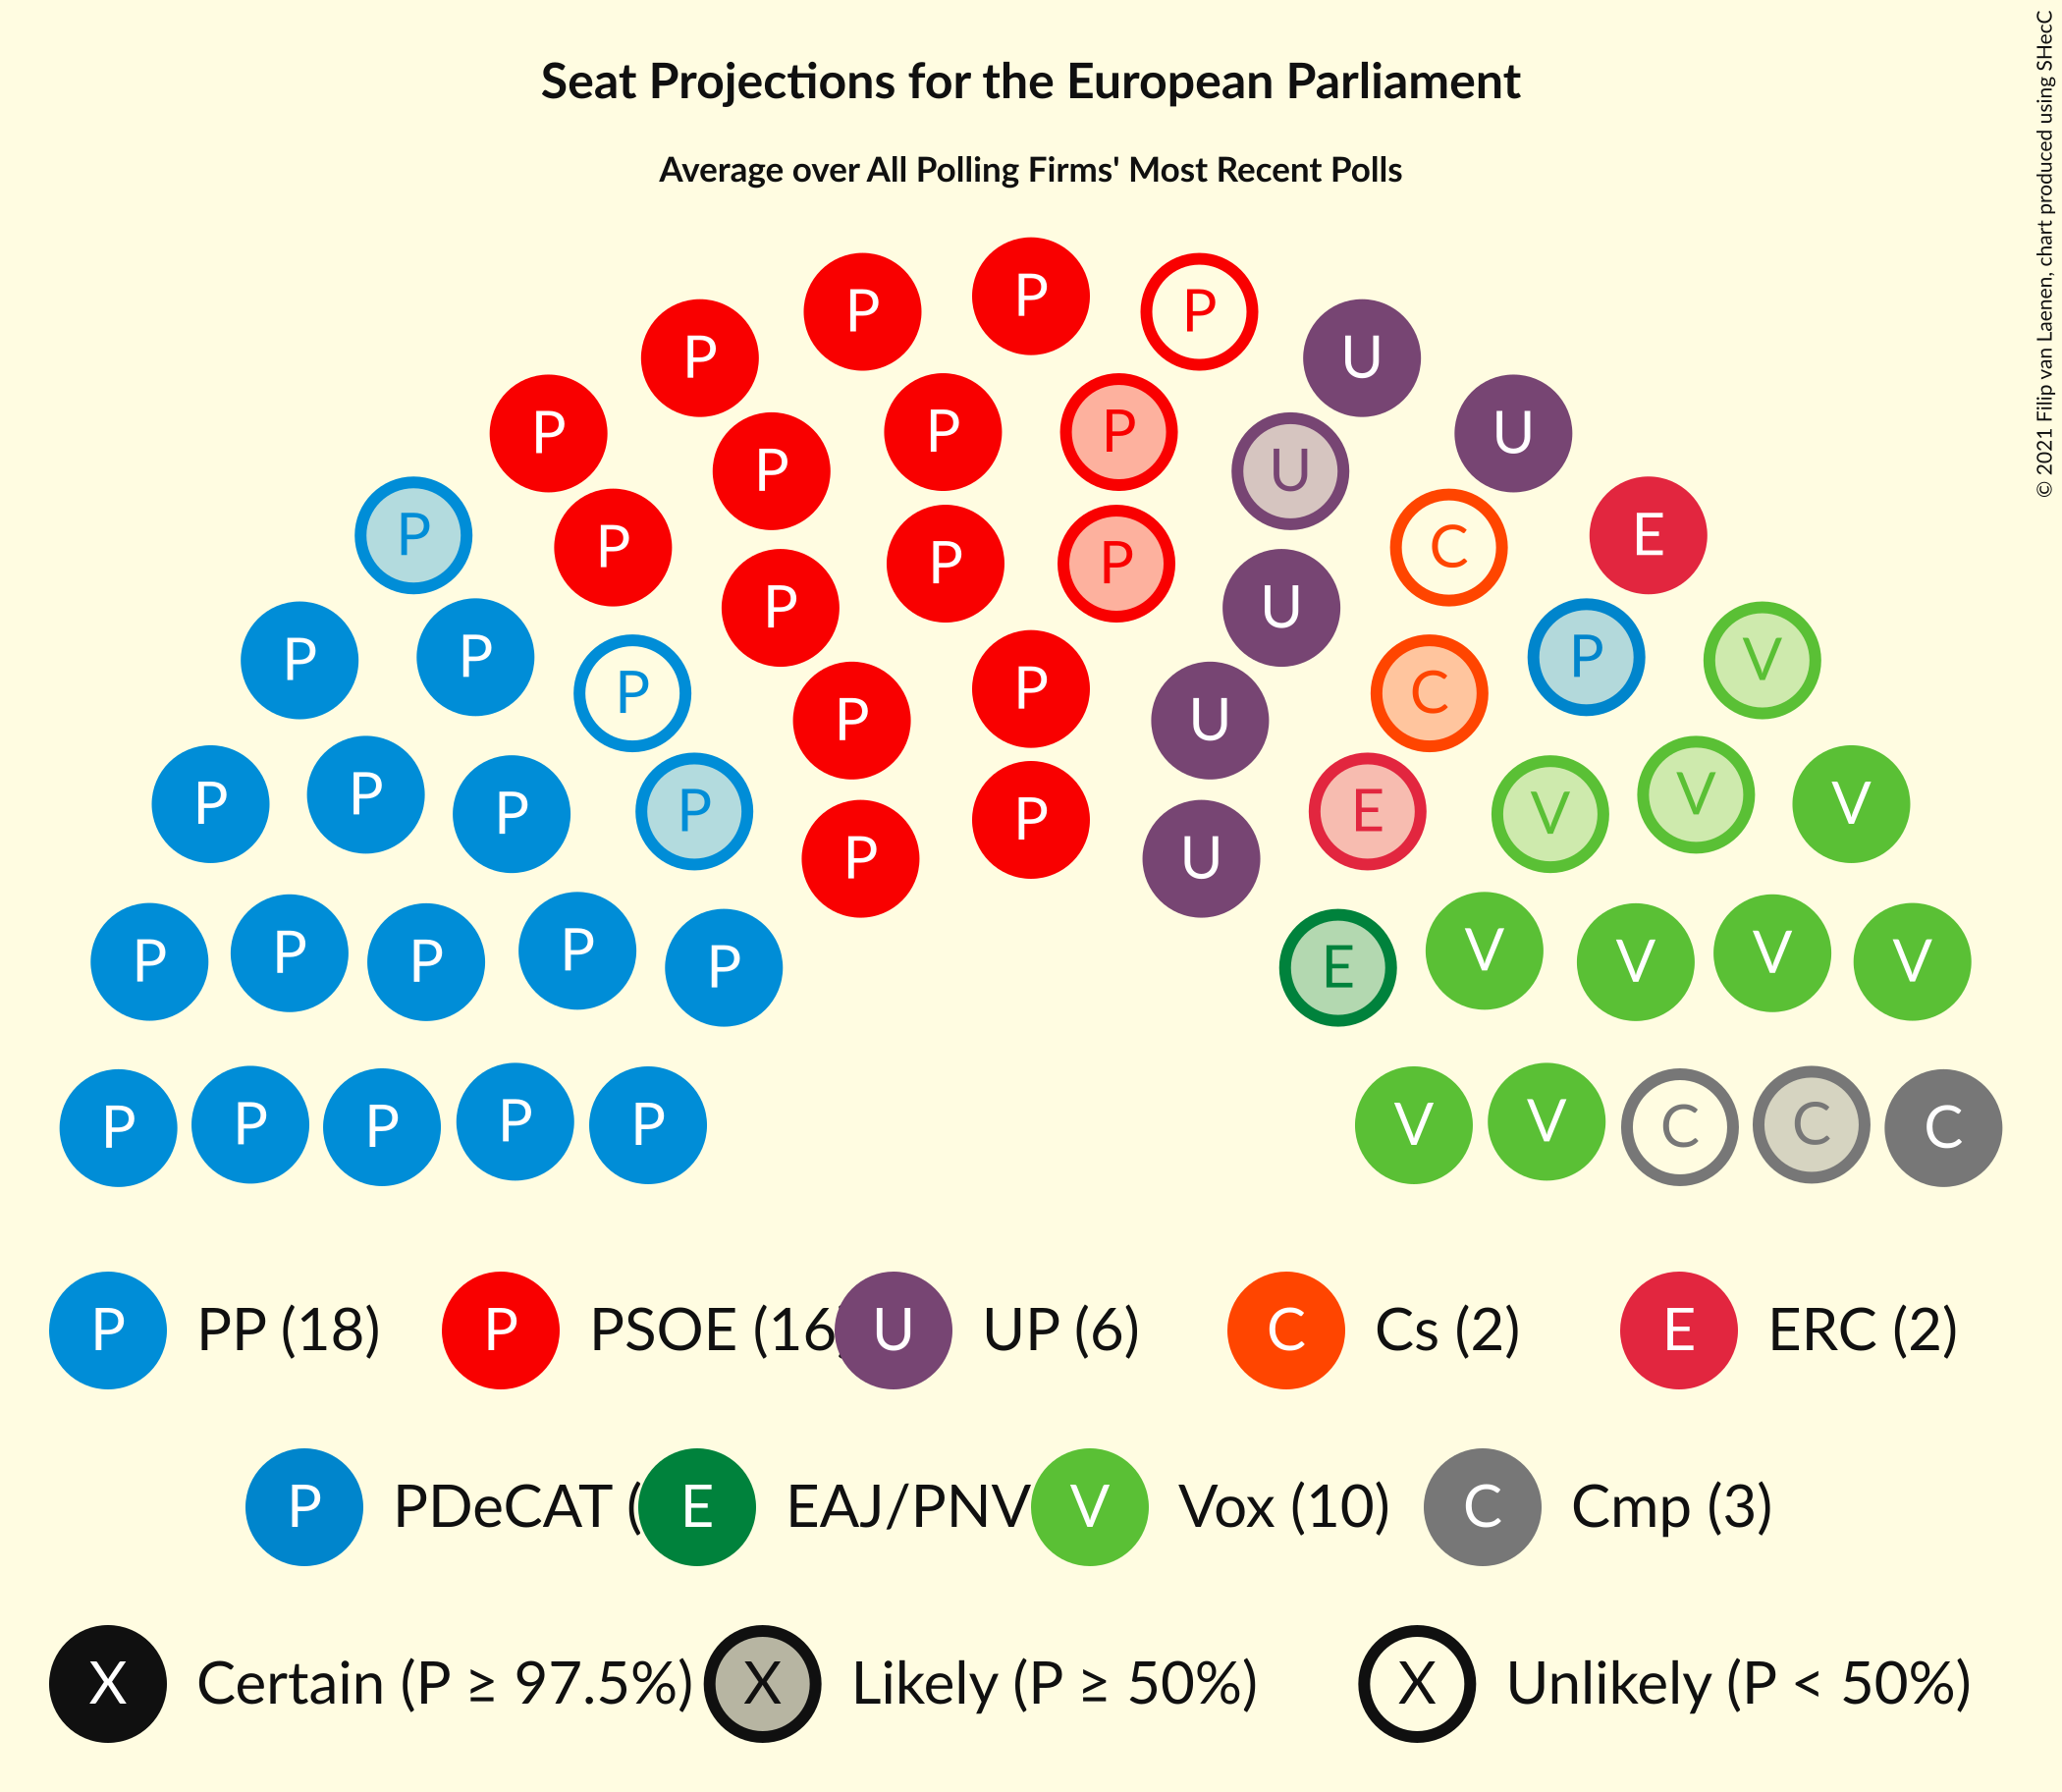 Seat Projections for the European Parliament
Average over All Polling Firms' Most Recent Polls
© 2021 Filip van Laenen, chart produced using SHecC
P P P P U
P P P U U
P P P U C E
P P P P U P V
P P P C
P P P P U E V V V
P P P
P P P P P U E V V V V
P P P P P V V C C C
P PP (18) P PSOE (16 U UP (6) C Cs (2) E ERC (2)
P PDeCAT ( E EAJ/PNV V Vox (10) C Cmp (3)
X Certain (P ≥ 97.5%) X Likely (P ≥ 50%) X Unlikely (P < 50%)